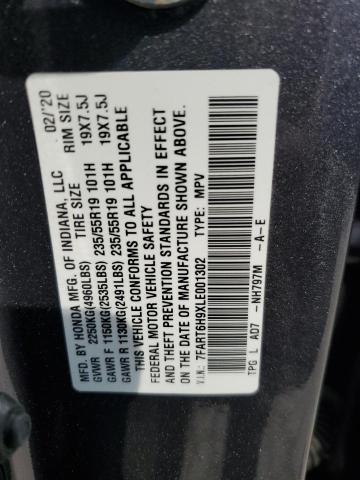 MFD. BY HONDA MFG. OF INDIANA, LLC 02/'20
GVWR 2250KG(4960LBS) TIRE SIZE RIM SIZE
GAWR F 1150KG(2535LBS) 235/55R19 101H 19X7.5J
GAWR R 1130KG(2491LBS) 235/55R19 101H 19X7.5J
THIS VEHICLE CONFORMS TO ALL APPLICABLE
FEDERAL MOTOR VEHICLE SAFETY
AND THEFT PREVENTION STANDARDS IN EFFECT
ON THE DATE OF MANUFACTURE SHOWN ABOVE.
V.I.N.: 7FART6H9XLE001302 TYPE: MPV
TPG L AD7 -NH797M -A-E